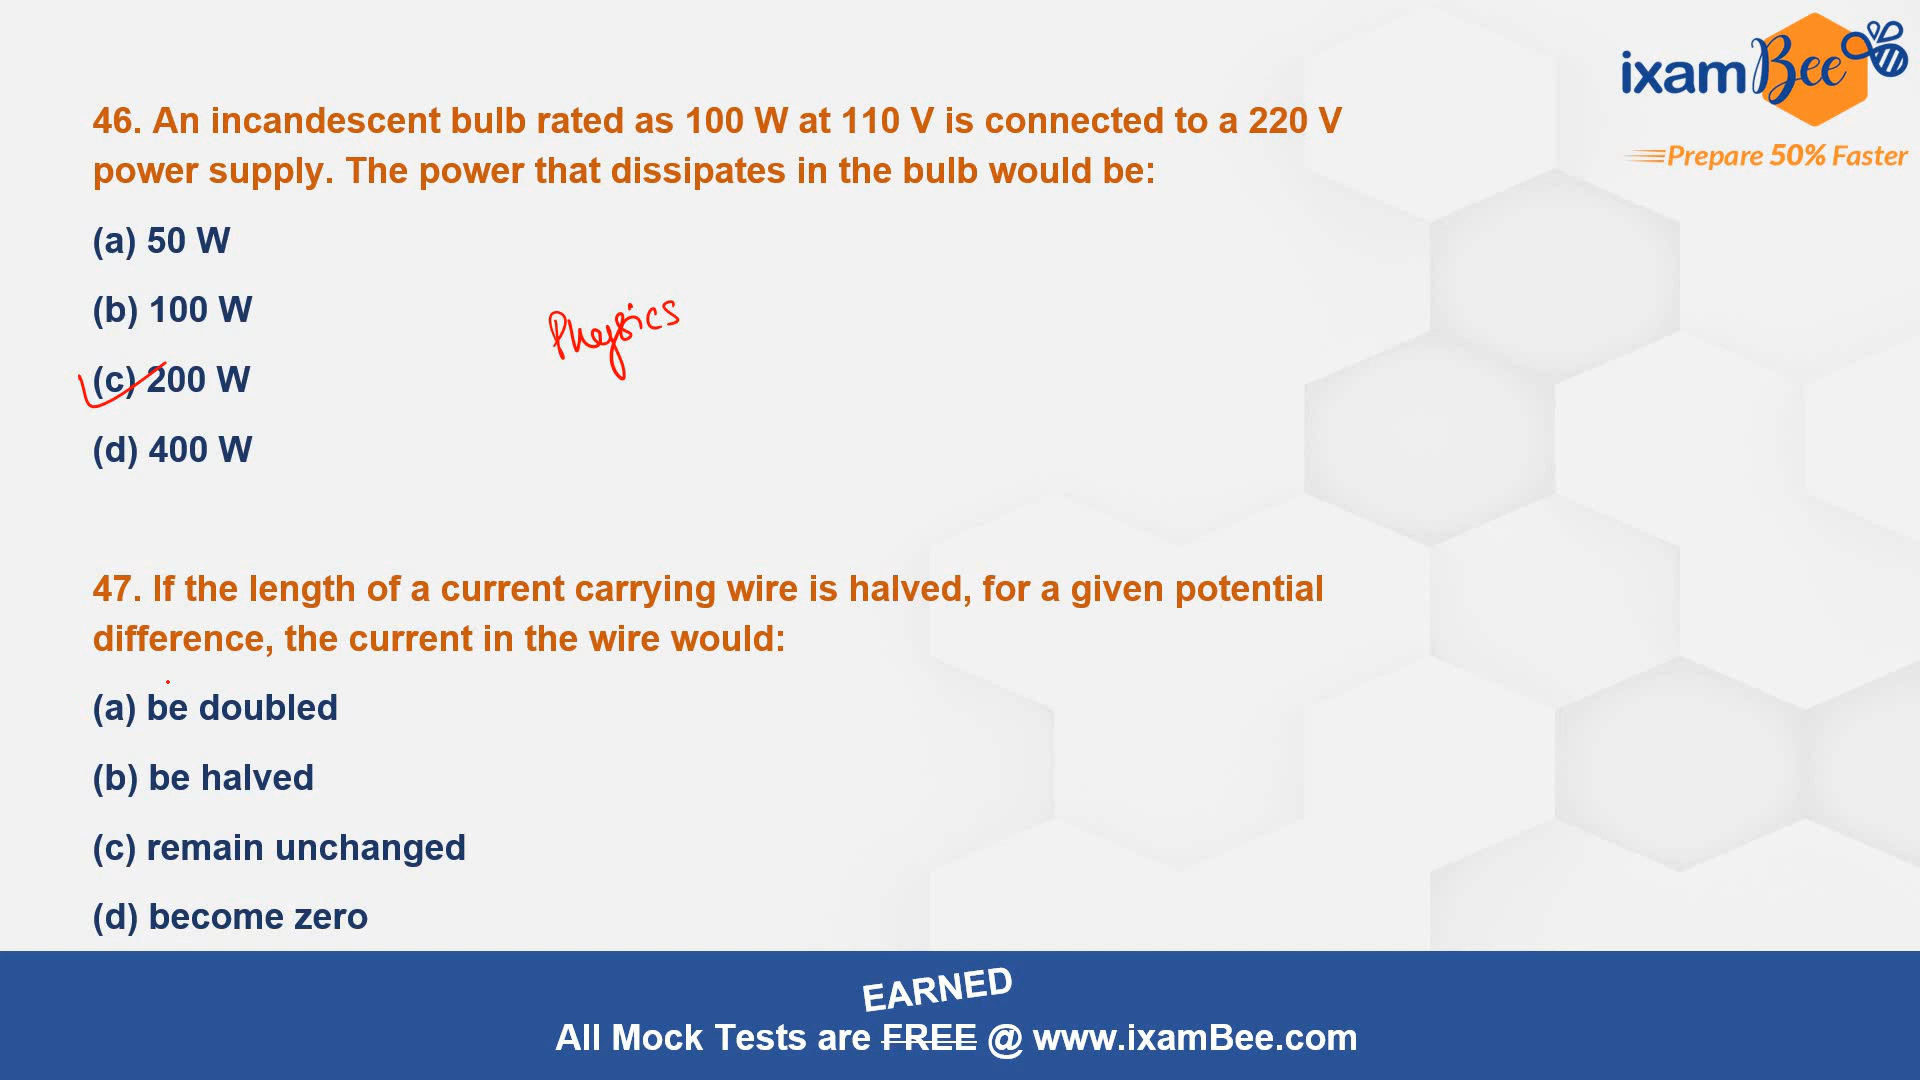 ixamBee
Prepare 50% Faster
46. An incandescent bulb rated as 100 W at 110 V is connected to a 220 V
power supply. The power that dissipates in the bulb would be:
(a) 50 W
(b) 100 W
Physics
(c) 200 W
(d) 400 W
47. If the length of a current carrying wire is halved, for a given potential
difference, the current in the wire would:
(a) be doubled
(b) be halved
(c) remain unchanged
(d) become zero
EARNED
All Mock Tests are FREE @ www.ixamBee.com